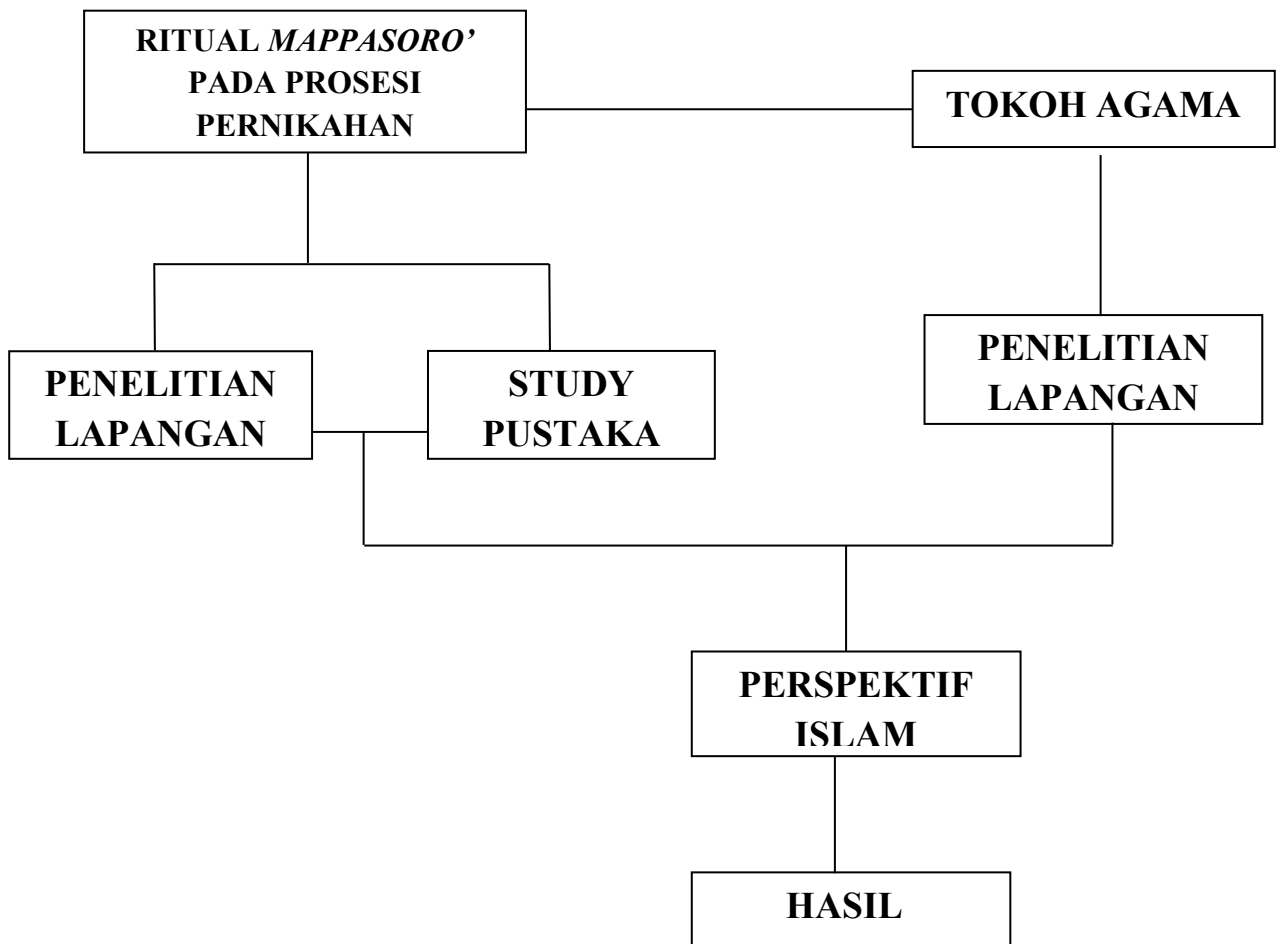 RITUAL MAPPASORO’
PADA PROSESI
PERNIKAHAN
TOKOH AGAMA
PENELITIAN
LAPANGAN
STUDY
PUSTAKA
PENELITIAN
LAPANGAN
PERSPEKTIF
ISLAM
HASIL